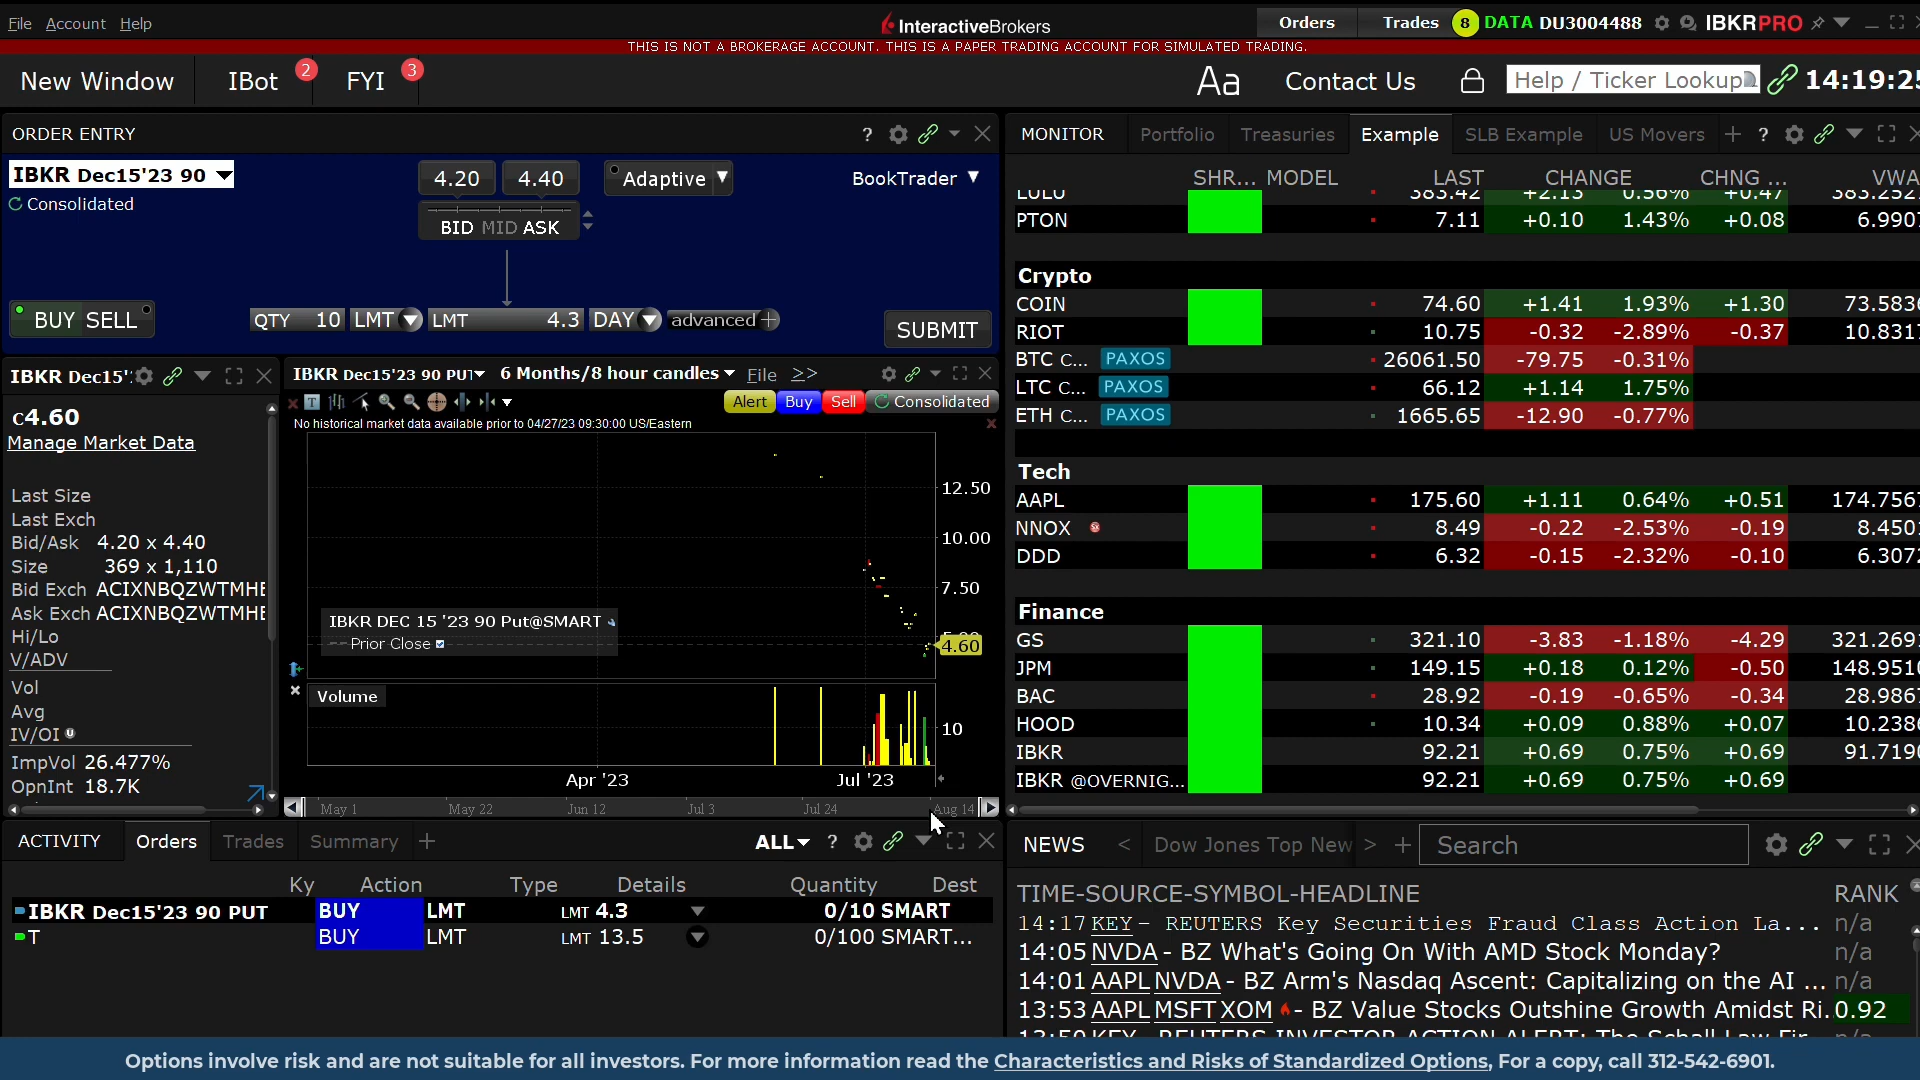 File Account Help
InteractiveBrokers
Orders Trades 8 DATA DU3004488 IBKRPRO
THIS IS NOT A BROKERAGE ACCOUNT. THIS IS A PAPER TRADING ACCOUNT FOR SIMULATED TRADING.
New Window IBot 2 FYI 3
Aa Contact Us Help / Ticker Lookup 14:19:25
ORDER ENTRY ?
IBKR Dec15'23 90
Consolidated
4.20 4.40 Adaptive BookTrader
BID MID ASK
BUY SELL QTY 10 LMT LMT 4.3 DAY advanced + SUBMIT
IBKR Dec15'
c4.60
Manage Market Data
Last Size
Last Exch
Bid/Ask 4.20 x 4.40
Size 369 x 1,110
Bid Exch ACIXNBQZWTMHE
Ask Exch ACIXNBQZWTMHE
Hi/Lo
V/ADV
Vol
Avg
IV/OI U
ImpVol 26.477%
OpnInt 18.7K
IBKR Dec15'23 90 PUT 6 Months/8 hour candles File >>
Alert Buy Sell Consolidated
No historical market data available prior to 04/27/23 09:30:00 US/Eastern
12.50
10.00
7.50
4.60
IBKR DEC 15 '23 90 Put@SMART
Prior Close
Volume
10
Apr '23 Jul '23
May 1 May 22 Jun 12 Jul 3 Jul 24 Aug 14
ACTIVITY Orders Trades Summary + ALL ?
Ky Action Type Details Quantity Dest
IBKR Dec15'23 90 PUT BUY LMT LMT 4.3 0/10 SMART
T BUY LMT LMT 13.5 0/100 SMART...
MONITOR Portfolio Treasuries Example SLB Example US Movers + ?
SHR... MODEL LAST CHANGE CHNG ... VWA
LULU 383.42 +2.13 0.56% +0.47 383.252
PTON 7.11 +0.10 1.43% +0.08 6.990
Crypto
COIN 74.60 +1.41 1.93% +1.30 73.583
RIOT 10.75 -0.32 -2.89% -0.37 10.831
BTC C... PAXOS 26061.50 -79.75 -0.31%
LTC C... PAXOS 66.12 +1.14 1.75%
ETH C... PAXOS 1665.65 -12.90 -0.77%
Tech
AAPL 175.60 +1.11 0.64% +0.51 174.756
NNOX 8.49 -0.22 -2.53% -0.19 8.450
DDD 6.32 -0.15 -2.32% -0.10 6.307
Finance
GS 321.10 -3.83 -1.18% -4.29 321.269
JPM 149.15 +0.18 0.12% -0.50 148.951
BAC 28.92 -0.19 -0.65% -0.34 28.986
HOOD 10.34 +0.09 0.88% +0.07 10.238
IBKR 92.21 +0.69 0.75% +0.69 91.719
IBKR @OVERNIG... 92.21 +0.69 0.75% +0.69
NEWS < Dow Jones Top New > + Search
TIME-SOURCE-SYMBOL-HEADLINE RANK
14:17 KEY - REUTERS Key Securities Fraud Class Action La... n/a
14:05 NVDA - BZ What's Going On With AMD Stock Monday? n/a
14:01 AAPL NVDA - BZ Arm's Nasdaq Ascent: Capitalizing on the AI ... n/a
13:53 AAPL MSFT XOM - BZ Value Stocks Outshine Growth Amidst Ri. 0.92
Options involve risk and are not suitable for all investors. For more information read the Characteristics and Risks of Standardized Options, For a copy, call 312-542-6901.